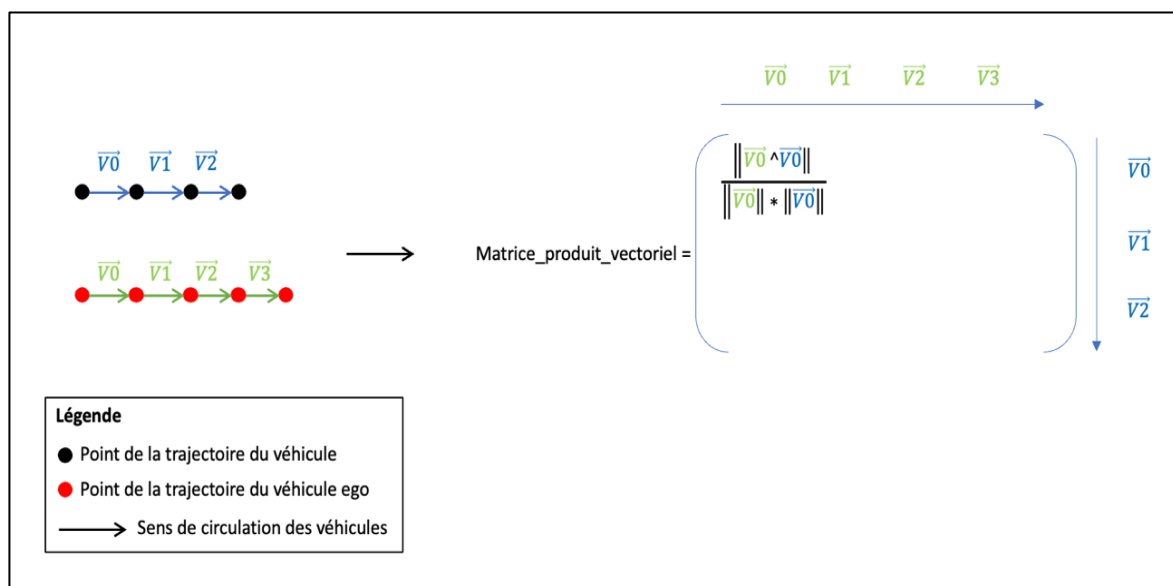 V0 V1 V2 V3
V0 V1 V2
‖V0 ^V0‖
‖V0‖ * ‖V0‖
V0
V1
V2
Matrice_produit_vectoriel =
V0 V1 V2 V3
Légende
Point de la trajectoire du véhicule
Point de la trajectoire du véhicule ego
Sens de circulation des véhicules